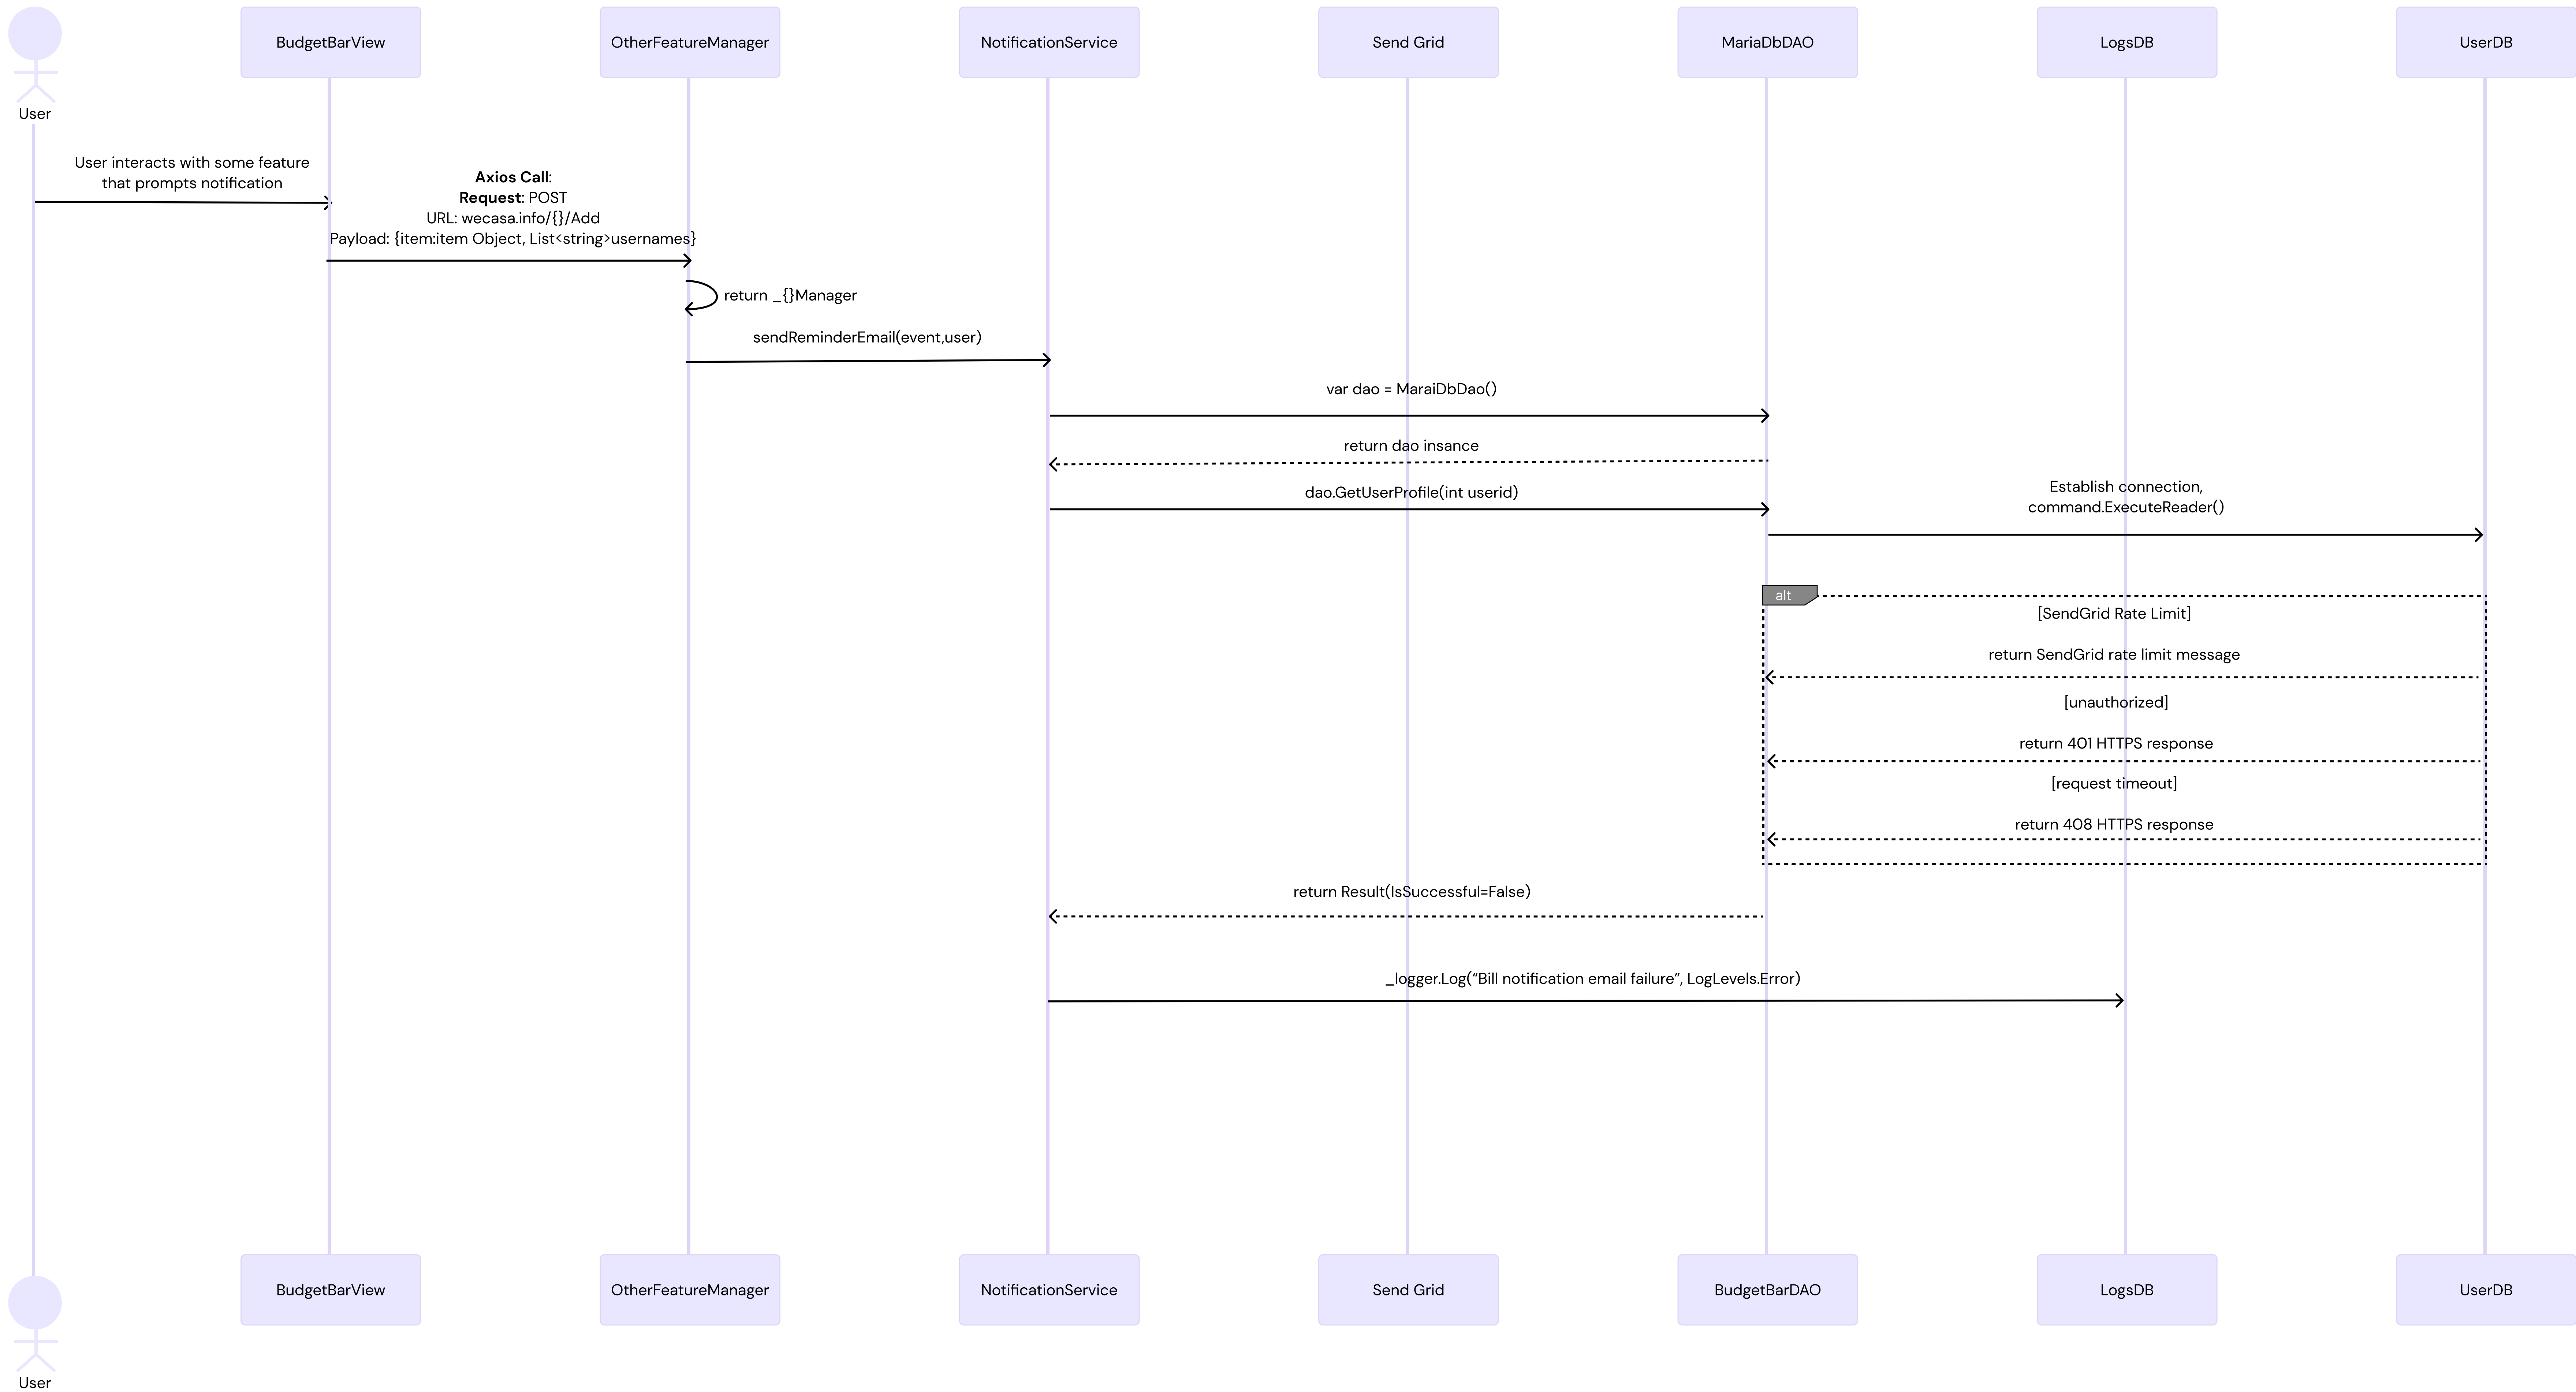 BudgetBarView
OtherFeatureManager
NotificationService
Send Grid
MariaDbDAO
LogsDB
UserDB
User
User interacts with some feature
that prompts notification
Axios Call:
Request: POST
URL: wecasa.info/{}/Add
Payload: {item:item Object, List<string>usernames}
return _{}Manager
sendReminderEmail(event,user)
var dao = MaraiDbDao()
return dao insance
dao.GetUserProfile(int userid)
Establish connection,
command.ExecuteReader()
alt
[SendGrid Rate Limit]
return SendGrid rate limit message
[unauthorized]
return 401 HTTPS response
[request timeout]
return 408 HTTPS response
return Result(IsSuccessful=False)
_logger.Log(“Bill notification email failure”, LogLevels.Error)
BudgetBarView
OtherFeatureManager
NotificationService
Send Grid
BudgetBarDAO
LogsDB
UserDB
User